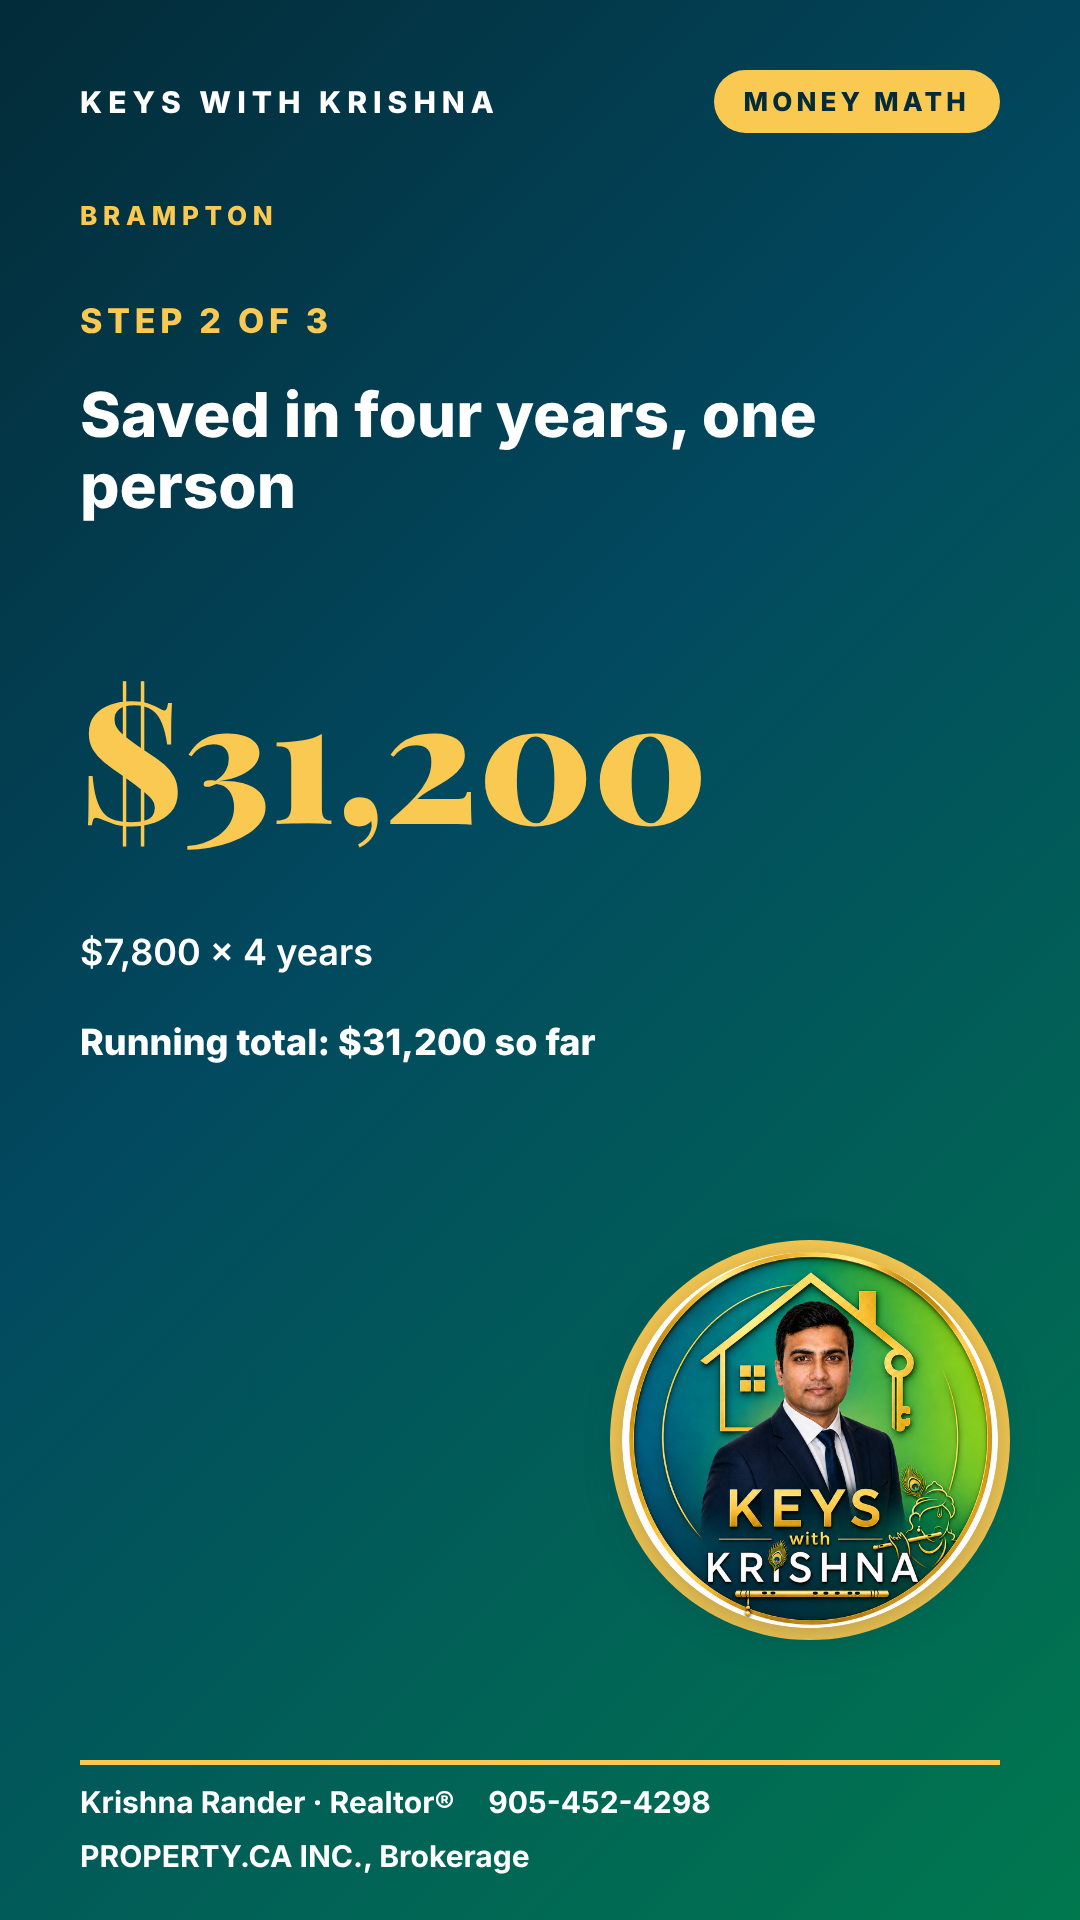 KEYS WITH KRISHNA
MONEY MATH
BRAMPTON
STEP 2 OF 3
Saved in four years, one
person
$31,200
$7,800 × 4 years
Running total: $31,200 so far
KEYS
with
KRISHNA
Krishna Rander · Realtor® 905-452-4298
PROPERTY.CA INC., Brokerage